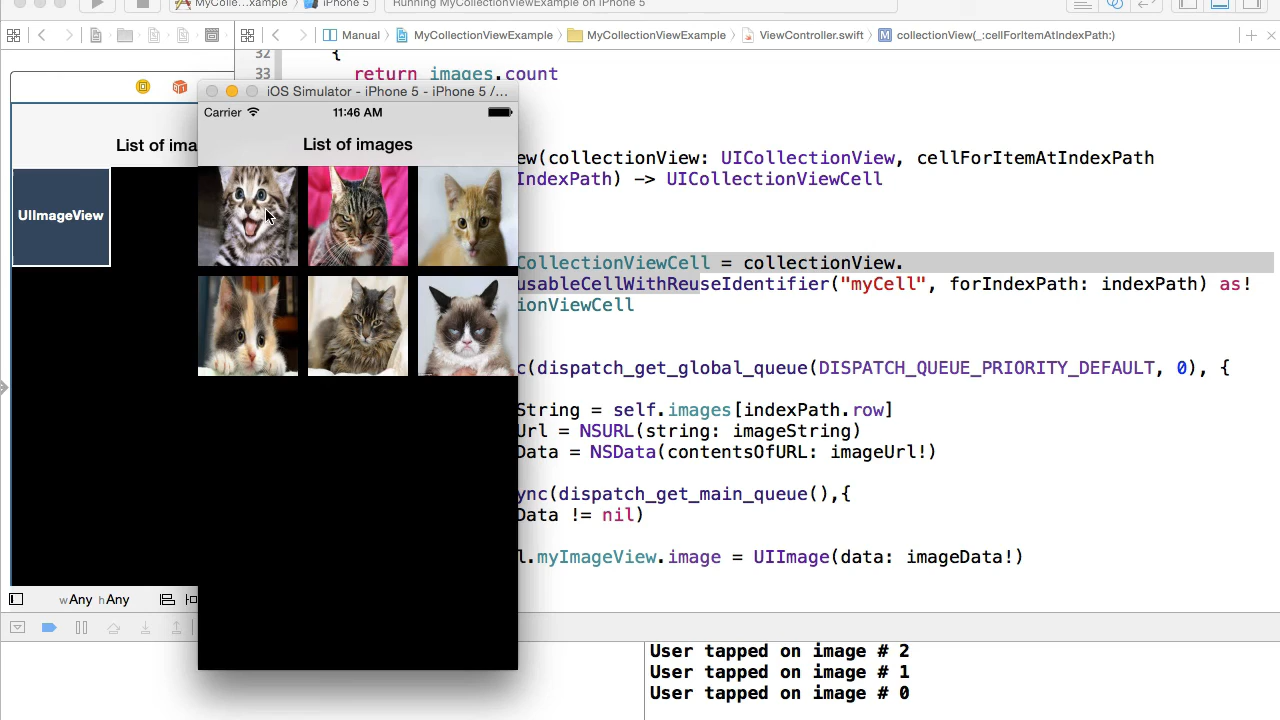 MyColle...xample › iPhone 5
Running MyCollectionViewExample on iPhone 5
Manual › MyCollectionViewExample › MyCollectionViewExample › ViewController.swift › collectionView(_:cellForItemAtIndexPath:)
32 {
33 return images.count
iOS Simulator - iPhone 5 - iPhone 5 /...
Carrier 11:46 AM
List of ima
List of images
UIImageView
ew(collectionView: UICollectionView, cellForItemAtIndexPath
IndexPath) -> UICollectionViewCell
CollectionViewCell = collectionView.
usableCellWithReuseIdentifier("myCell", forIndexPath: indexPath) as!
ionViewCell
c(dispatch_get_global_queue(DISPATCH_QUEUE_PRIORITY_DEFAULT, 0), {
String = self.images[indexPath.row]
Url = NSURL(string: imageString)
Data = NSData(contentsOfURL: imageUrl!)
ync(dispatch_get_main_queue(),{
Data != nil)
l.myImageView.image = UIImage(data: imageData!)
wAny hAny
User tapped on image # 2
User tapped on image # 1
User tapped on image # 0